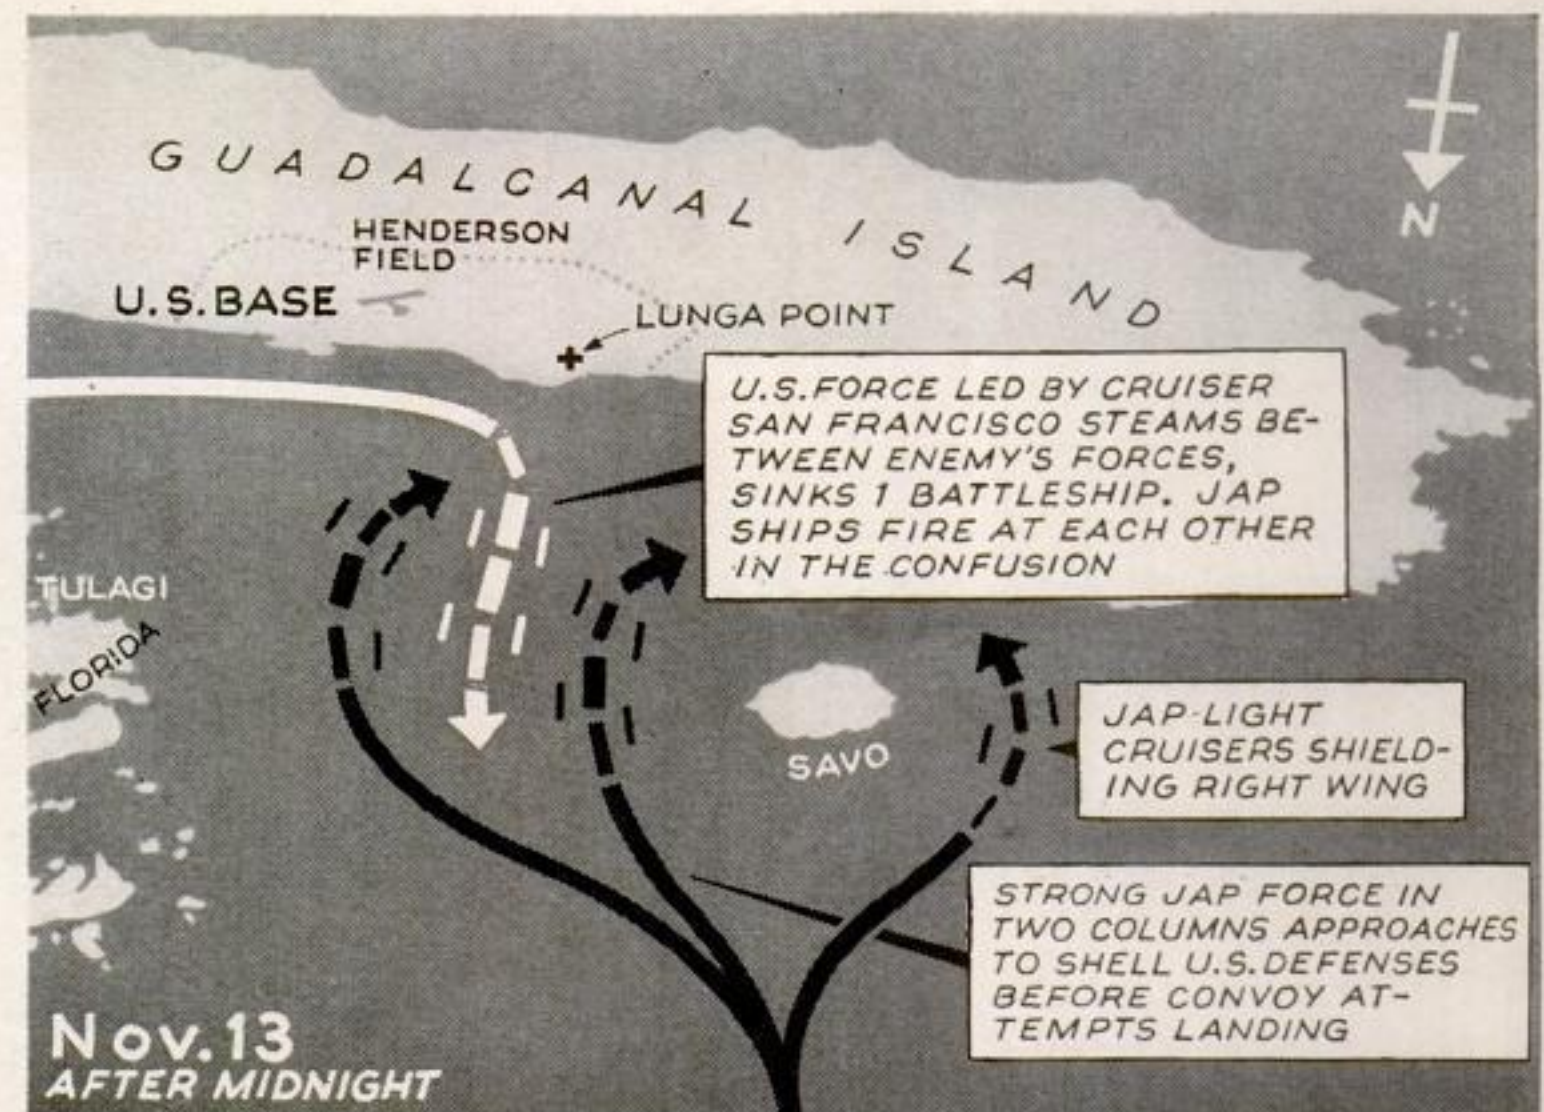 GUADALCANAL ISLAND
N
HENDERSON
FIELD
U.S. BASE
LUNGA POINT
U.S. FORCE LED BY CRUISER
SAN FRANCISCO STEAMS BE-
TWEEN ENEMY'S FORCES,
SINKS 1 BATTLESHIP. JAP
SHIPS FIRE AT EACH OTHER
IN THE CONFUSION
TULAGI
FLORIDA
SAVO
JAP LIGHT
CRUISERS SHIELD-
ING RIGHT WING
STRONG JAP FORCE IN
TWO COLUMNS APPROACHES
TO SHELL U.S. DEFENSES
BEFORE CONVOY AT-
TEMPTS LANDING
Nov. 13
AFTER MIDNIGHT